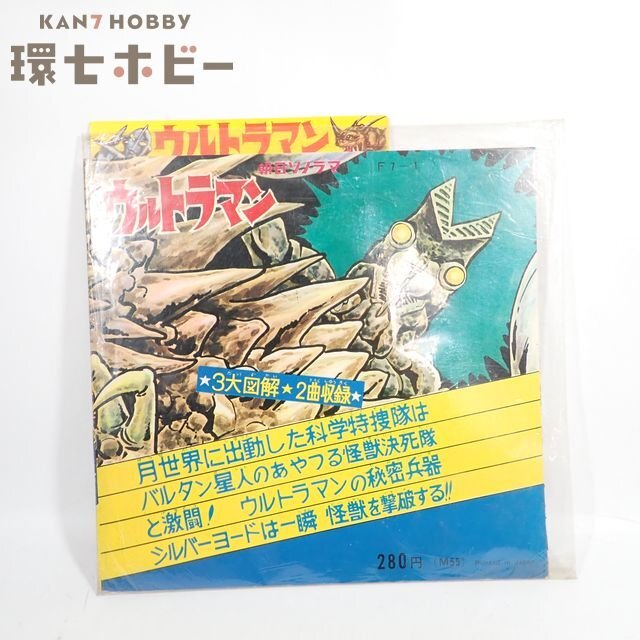 KAN7 HOBBY
環七ホビー
ウルトラマン
朝日ソノラマ F7-1
ウルトラマン
★3大図解★2曲収録★
月世界に出動した科学特捜隊は
バルタン星人のあやつる怪獣決死隊
と激闘! ウルトラマンの秘密兵器
シルバーヨードは一瞬 怪獣を撃破する!!
280円 (M55) Printed in Japan